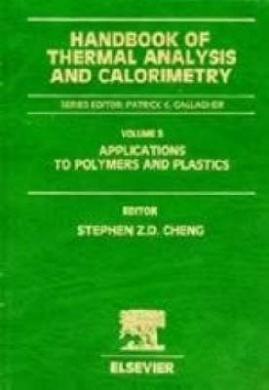 HANDBOOK OF
THERMAL ANALYSIS
AND CALORIMETRY
SERIES EDITOR: PATRICK K. GALLAGHER
VOLUME 3
APPLICATIONS
TO POLYMERS AND PLASTICS
EDITOR
STEPHEN Z.D. CHENG
ELSEVIER